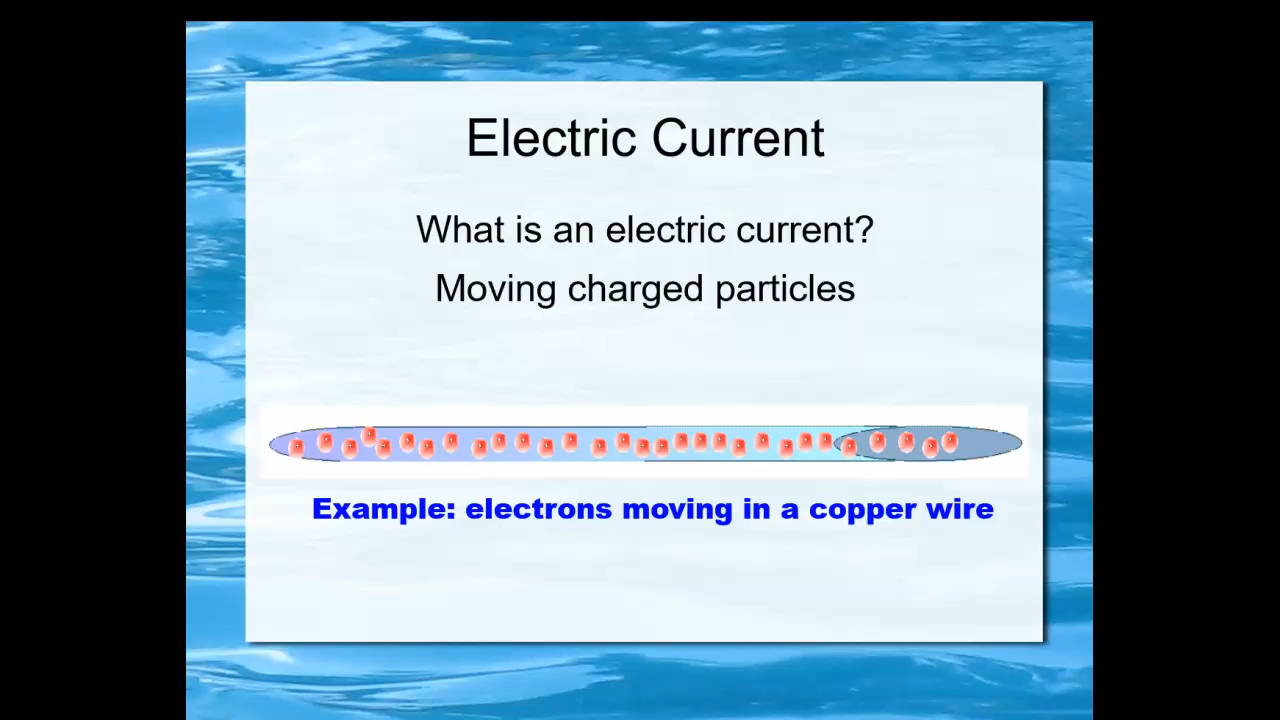 Electric Current
What is an electric current?
Moving charged particles
Example: electrons moving in a copper wire